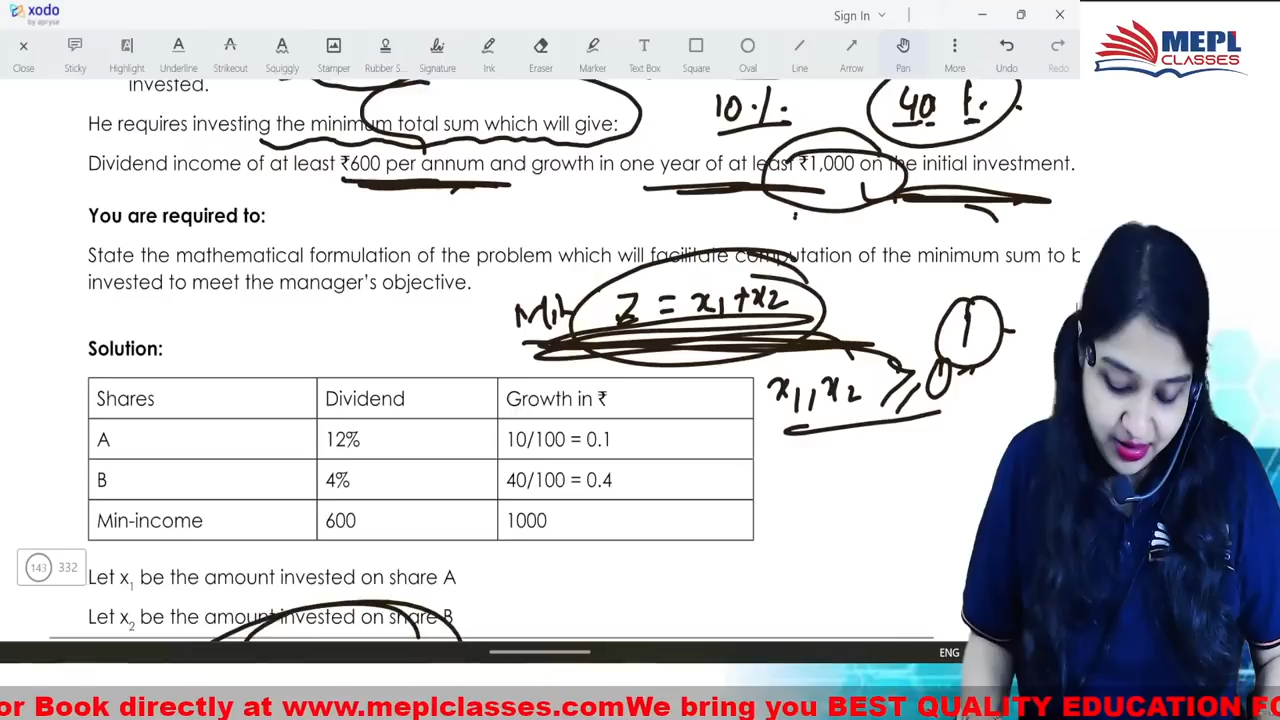 xodo
by apryse
Sign In
Close Sticky Highlight Underline Strikeout Squiggly Stamper Rubber S... Signature Pencil Eraser Marker Text Box Square Oval Line Arrow Pan More Undo Redo
MEPL
CLASSES
invested.
10 %.
40
He requires investing the minimum total sum which will give:
Dividend income of at least ₹600 per annum and growth in one year of at least ₹1,000 on the initial investment.
You are required to:
State the mathematical formulation of the problem which will facilitate computation of the minimum sum to b
invested to meet the manager's objective.
Min Z = x1 + x2
x1, x2 ≥ 0
Solution:
Shares Dividend Growth in ₹
A 12% 10/100 = 0.1
B 4% 40/100 = 0.4
Min-income 600 1000
143 332
Let x1 be the amount invested on share A
Let x2 be the amount invested on share B
ENG
or Book directly at www.meplclasses.comWe bring you BEST QUALITY EDUCATION FO